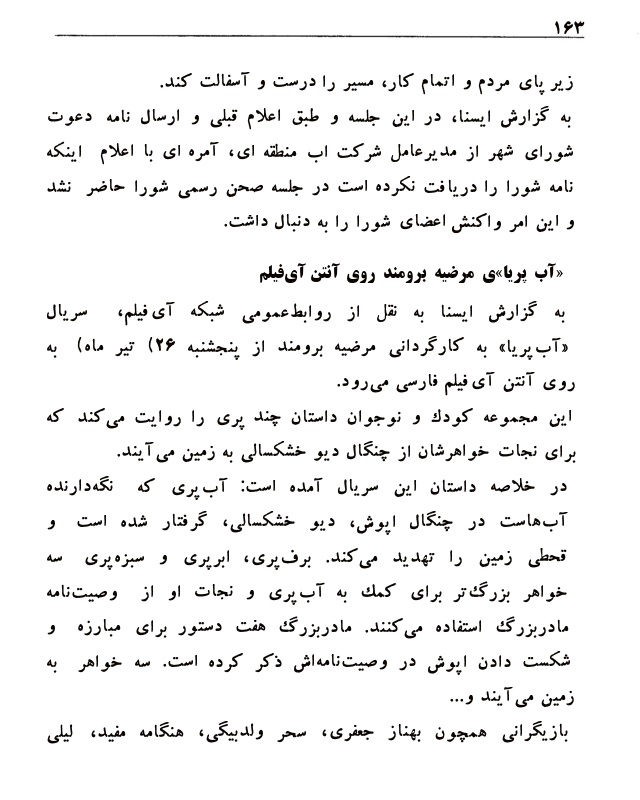 ۱۶۳
زیر پای مردم و اتمام کار، مسیر را درست و آسفالت کند.
به گزارش ایسنا، در این جلسه و طبق اعلام قبلی و ارسال نامه دعوت
شورای شهر از مدیرعامل شرکت اب منطقه ای، آمره ای با اعلام اینکه
نامه شورا را دریافت نکرده است در جلسه صحن رسمی شورا حاضر نشد
و این امر واکنش اعضای شورا را به دنبال داشت.
«آب پریا»ی مرضیه برومند روی آنتن آی‌فیلم
به گزارش ایسنا به نقل از روابط‌عمومی شبکه آی‌فیلم، سریال
«آب‌پریا» به کارگردانی مرضیه برومند از پنجشنبه ۲۶) تیر ماه) به
روی آنتن آی‌فیلم فارسی می‌رود.
این مجموعه کودك و نوجوان داستان چند پری را روایت می‌کند که
برای نجات خواهرشان از چنگال دیو خشکسالی به زمین می‌آیند.
در خلاصه داستان این سریال آمده است: آب‌پری که نگه‌دارنده
آب‌هاست در چنگال اپوش، دیو خشکسالی، گرفتار شده است و
قحطی زمین را تهدید می‌کند. برف‌پری، ابرپری و سبزه‌پری سه
خواهر بزرگ‌تر برای کمك به آب‌پری و نجات او از وصیت‌نامه
مادربزرگ استفاده می‌کنند. مادربزرگ هفت دستور برای مبارزه و
شکست دادن اپوش در وصیت‌نامه‌اش ذکر کرده است. سه خواهر به
زمین می‌آیند و...
بازیگرانی همچون بهناز جعفری، سحر ولدبیگی، هنگامه مفید، لیلی